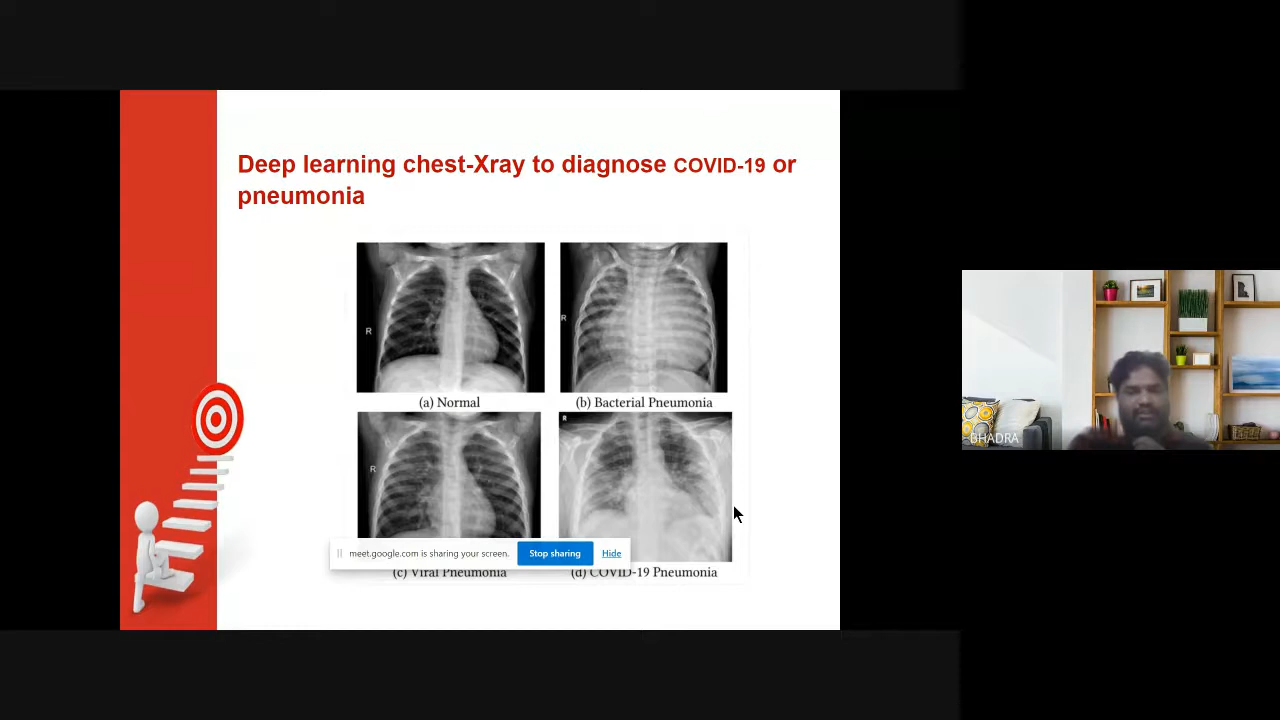 Deep learning chest-Xray to diagnose COVID-19 or
pneumonia
R
R
(a) Normal
(b) Bacterial Pneumonia
R
R
meet.google.com is sharing your screen.
Stop sharing
Hide
(c) Viral Pneumonia
(d) COVID-19 Pneumonia
BHADRA